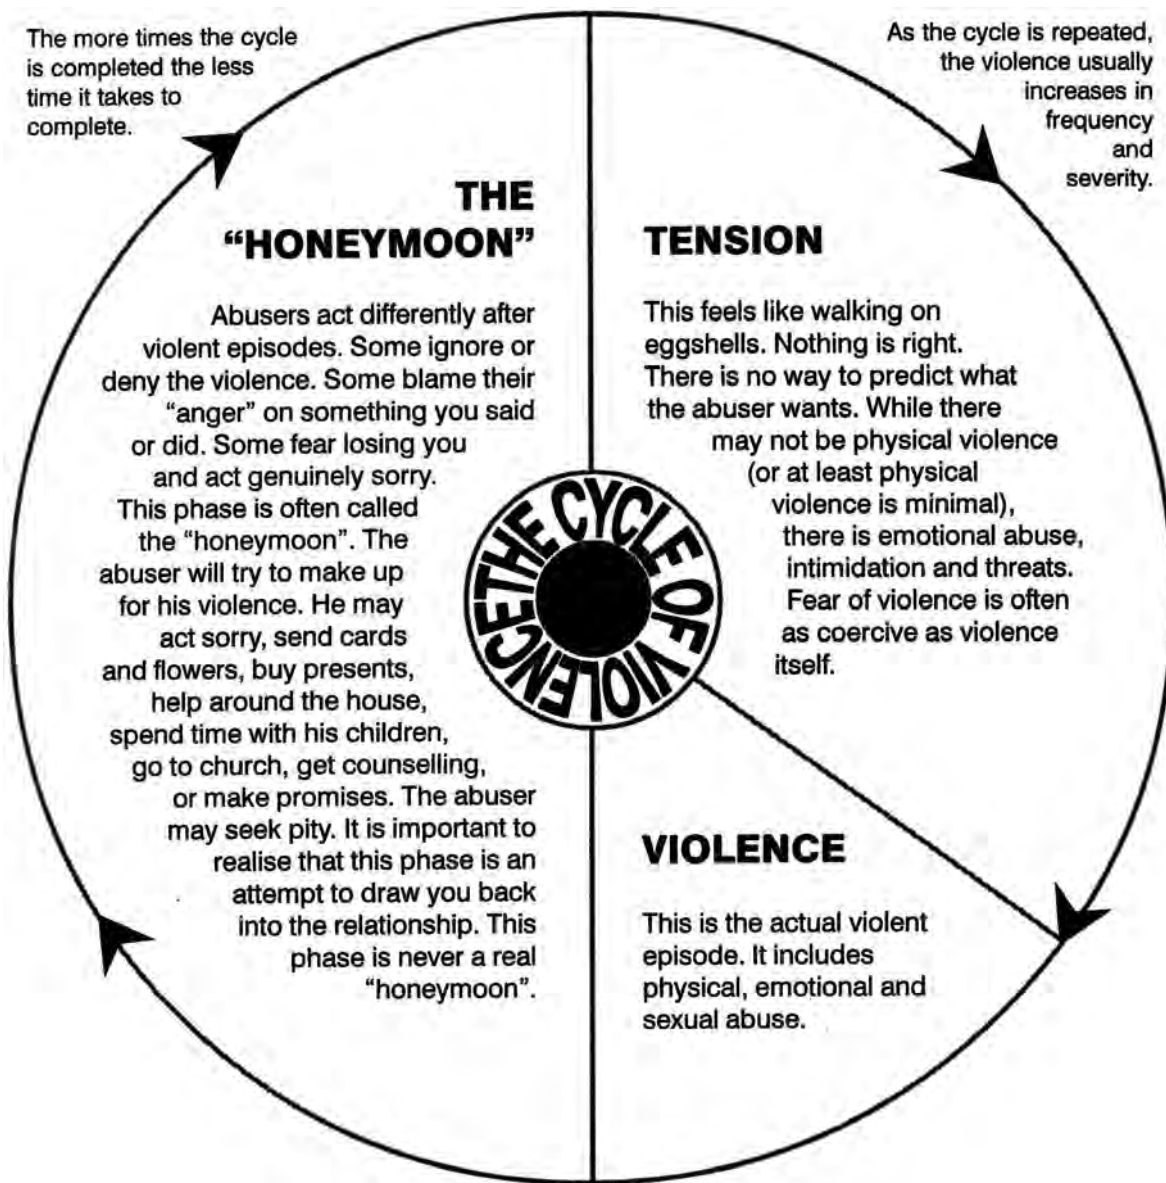 The more times the cycle
is completed the less
time it takes to
complete.
As the cycle is repeated,
the violence usually
increases in
frequency
and
severity.
THE
“HONEYMOON”
Abusers act differently after
violent episodes. Some ignore or
deny the violence. Some blame their
“anger” on something you said
or did. Some fear losing you
and act genuinely sorry.
This phase is often called
the “honeymoon”. The
abuser will try to make up
for his violence. He may
act sorry, send cards
and flowers, buy presents,
help around the house,
spend time with his children,
go to church, get counselling,
or make promises. The abuser
may seek pity. It is important to
realise that this phase is an
attempt to draw you back
into the relationship. This
phase is never a real
“honeymoon”.
TENSION
This feels like walking on
eggshells. Nothing is right.
There is no way to predict what
the abuser wants. While there
may not be physical violence
(or at least physical
violence is minimal),
there is emotional abuse,
intimidation and threats.
Fear of violence is often
as coercive as violence
itself.
THE CYCLE OF VIOLENCE
VIOLENCE
This is the actual violent
episode. It includes
physical, emotional and
sexual abuse.